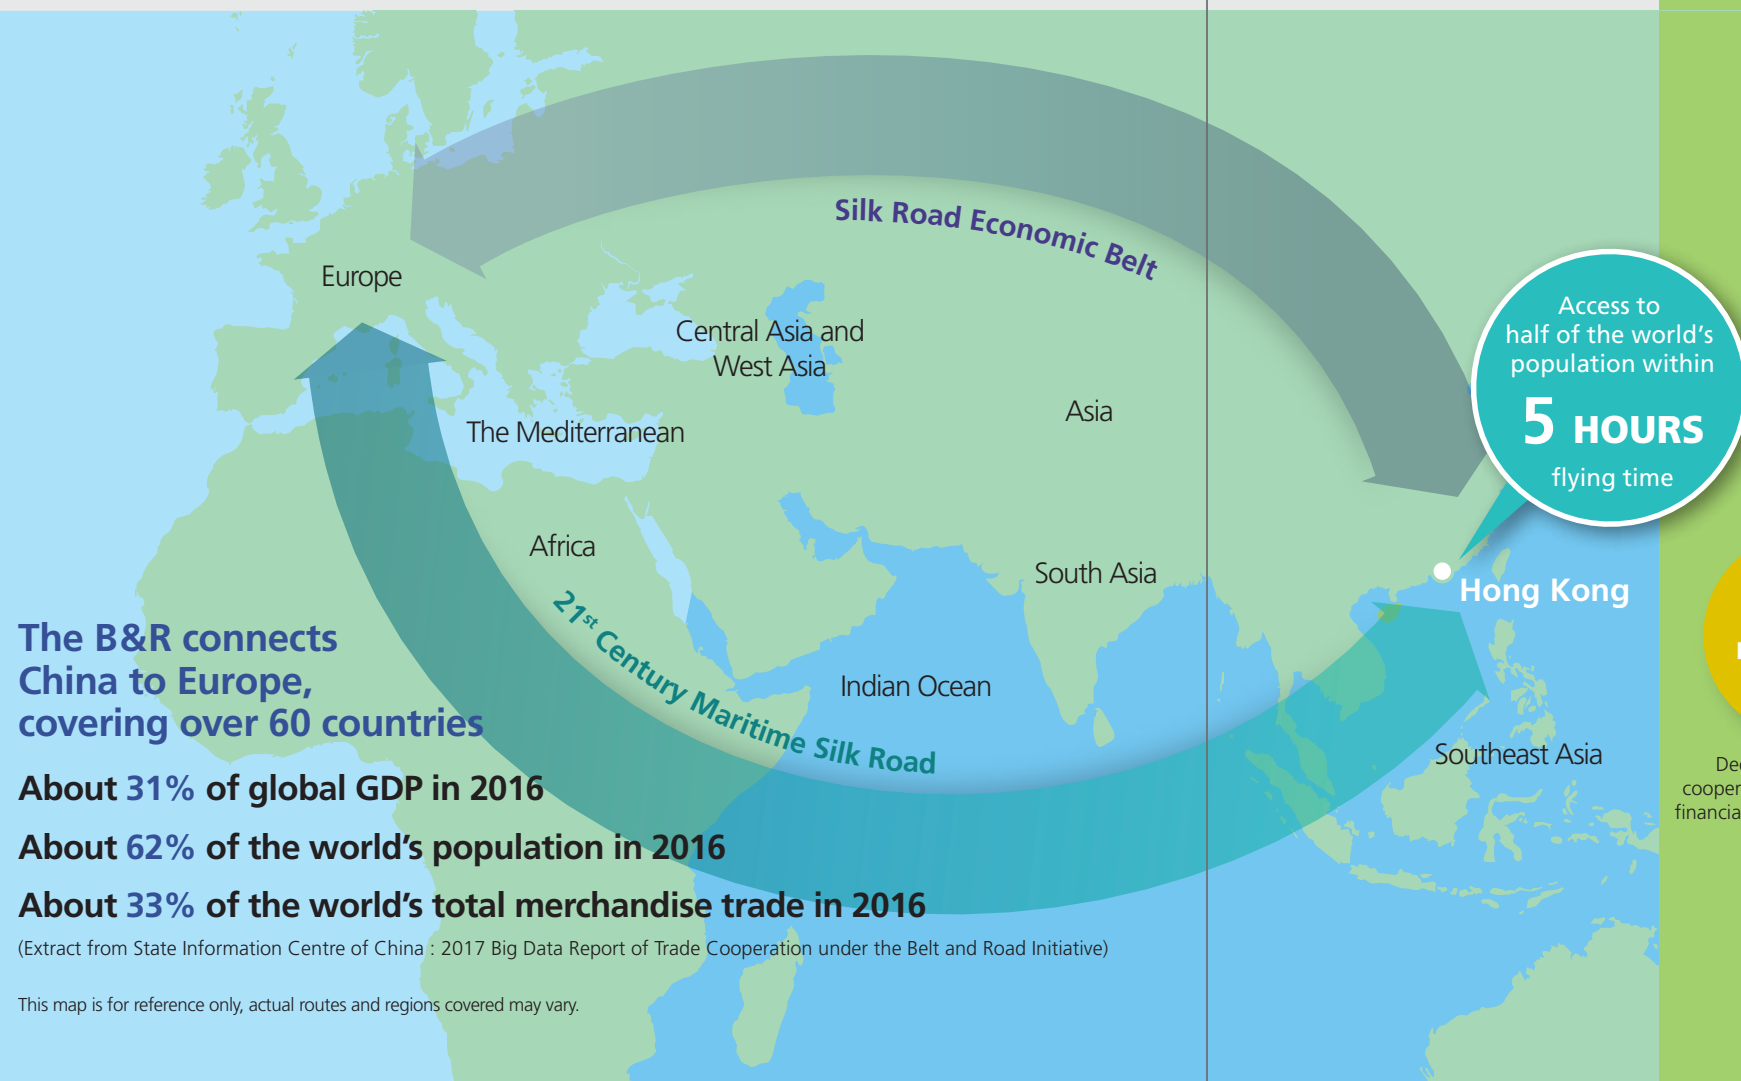 Silk Road Economic Belt
Europe
Central Asia and
West Asia
Asia
The Mediterranean
Africa
South Asia
Indian Ocean
21st Century Maritime Silk Road
Southeast Asia
Access to
half of the world's
population within
5 HOURS
flying time
Hong Kong
The B&R connects
China to Europe,
covering over 60 countries
About 31% of global GDP in 2016
About 62% of the world's population in 2016
About 33% of the world's total merchandise trade in 2016
(Extract from State Information Centre of China : 2017 Big Data Report of Trade Cooperation under the Belt and Road Initiative)
This map is for reference only, actual routes and regions covered may vary.